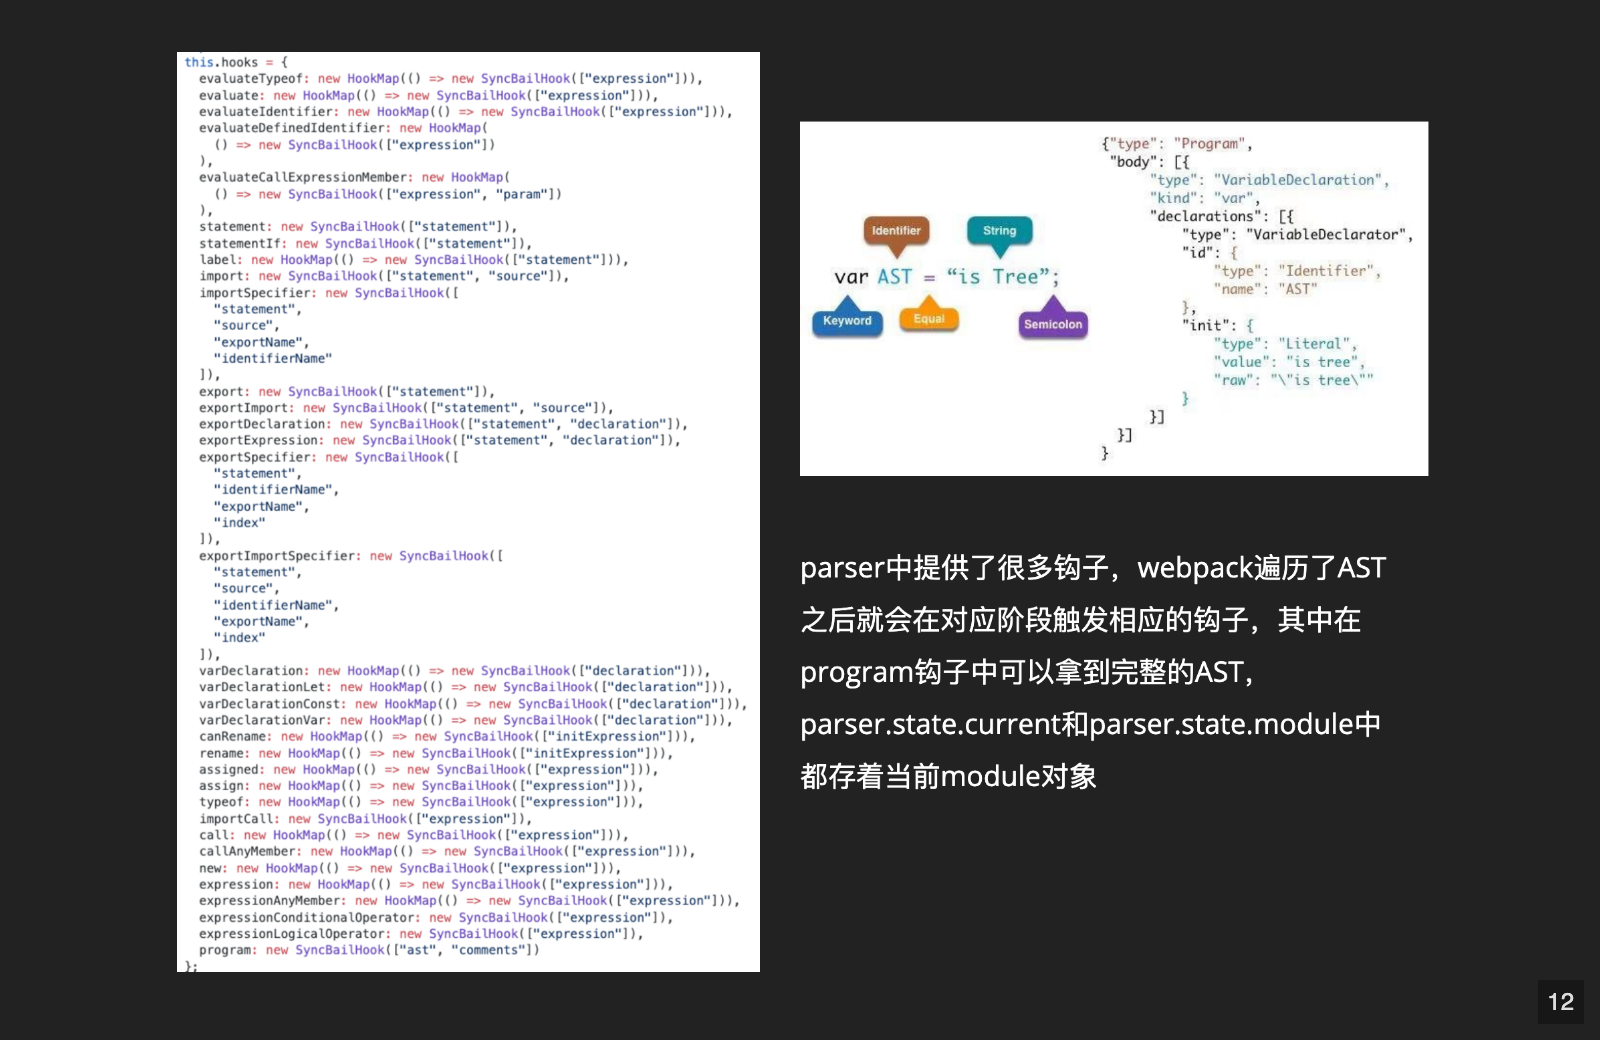 this.hooks = {
evaluateTypeof: new HookMap(() => new SyncBailHook(["expression"])),
evaluate: new HookMap(() => new SyncBailHook(["expression"])),
evaluateIdentifier: new HookMap(() => new SyncBailHook(["expression"])),
evaluateDefinedIdentifier: new HookMap(
() => new SyncBailHook(["expression"])
),
evaluateCallExpressionMember: new HookMap(
() => new SyncBailHook(["expression", "param"])
),
statement: new SyncBailHook(["statement"]),
statementIf: new SyncBailHook(["statement"]),
label: new HookMap(() => new SyncBailHook(["statement"])),
import: new SyncBailHook(["statement", "source"]),
importSpecifier: new SyncBailHook([
"statement",
"source",
"exportName",
"identifierName"
]),
export: new SyncBailHook(["statement"]),
exportImport: new SyncBailHook(["statement", "source"]),
exportDeclaration: new SyncBailHook(["statement", "declaration"]),
exportExpression: new SyncBailHook(["statement", "declaration"]),
exportSpecifier: new SyncBailHook([
"statement",
"identifierName",
"exportName",
"index"
]),
exportImportSpecifier: new SyncBailHook([
"statement",
"source",
"identifierName",
"exportName",
"index"
]),
varDeclaration: new HookMap(() => new SyncBailHook(["declaration"])),
varDeclarationLet: new HookMap(() => new SyncBailHook(["declaration"])),
varDeclarationConst: new HookMap(() => new SyncBailHook(["declaration"])),
varDeclarationVar: new HookMap(() => new SyncBailHook(["declaration"])),
canRename: new HookMap(() => new SyncBailHook(["initExpression"])),
rename: new HookMap(() => new SyncBailHook(["initExpression"])),
assigned: new HookMap(() => new SyncBailHook(["expression"])),
assign: new HookMap(() => new SyncBailHook(["expression"])),
typeof: new HookMap(() => new SyncBailHook(["expression"])),
importCall: new SyncBailHook(["expression"]),
call: new HookMap(() => new SyncBailHook(["expression"])),
callAnyMember: new HookMap(() => new SyncBailHook(["expression"])),
new: new HookMap(() => new SyncBailHook(["expression"])),
expression: new HookMap(() => new SyncBailHook(["expression"])),
expressionAnyMember: new HookMap(() => new SyncBailHook(["expression"])),
expressionConditionalOperator: new SyncBailHook(["expression"]),
expressionLogicalOperator: new SyncBailHook(["expression"]),
program: new SyncBailHook(["ast", "comments"])
};
Identifier
String
var AST = “is Tree”;
Keyword
Equal
Semicolon
{"type": "Program",
"body": [{
"type": "VariableDeclaration",
"kind": "var",
"declarations": [{
"type": "VariableDeclarator",
"id": {
"type": "Identifier",
"name": "AST"
},
"init": {
"type": "Literal",
"value": "is tree",
"raw": "\"is tree\""
}
}]
}]
}
parser中提供了很多钩子，webpack遍历了AST
之后就会在对应阶段触发相应的钩子，其中在
program钩子中可以拿到完整的AST，
parser.state.current和parser.state.module中
都存着当前module对象
12